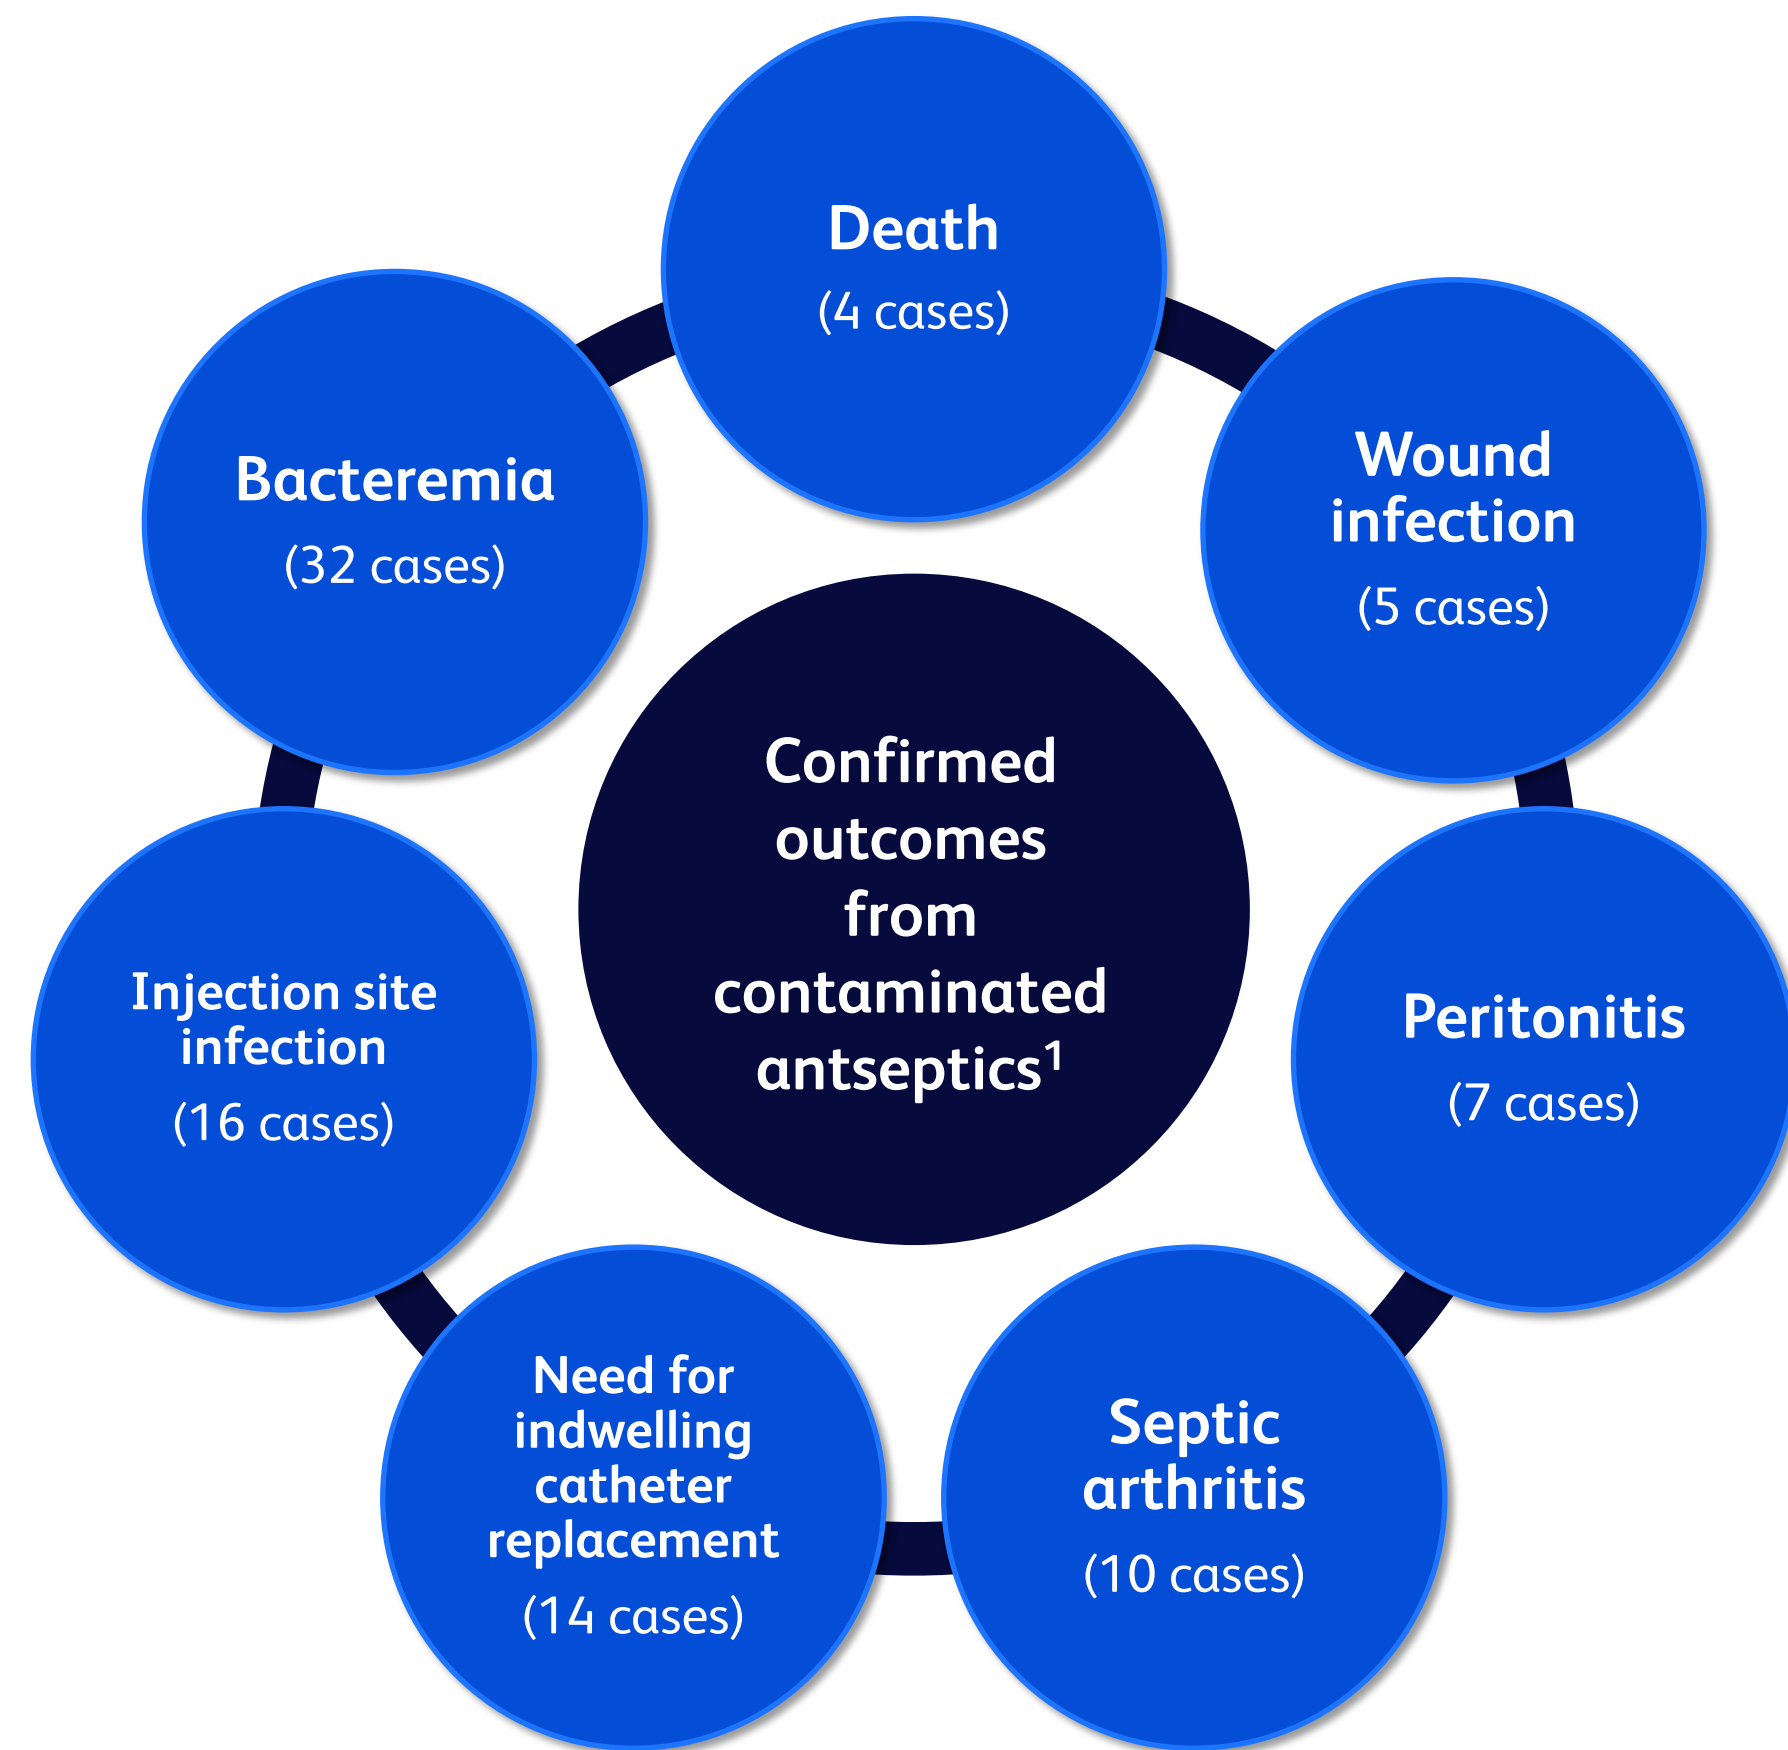 Death
(4 cases)
Wound
infection
(5 cases)
Peritonitis
(7 cases)
Septic
arthritis
(10 cases)
Need for
indwelling
catheter
replacement
(14 cases)
Injection site
infection
(16 cases)
Bacteremia
(32 cases)
Confirmed
outcomes
from
contaminated
antseptics¹